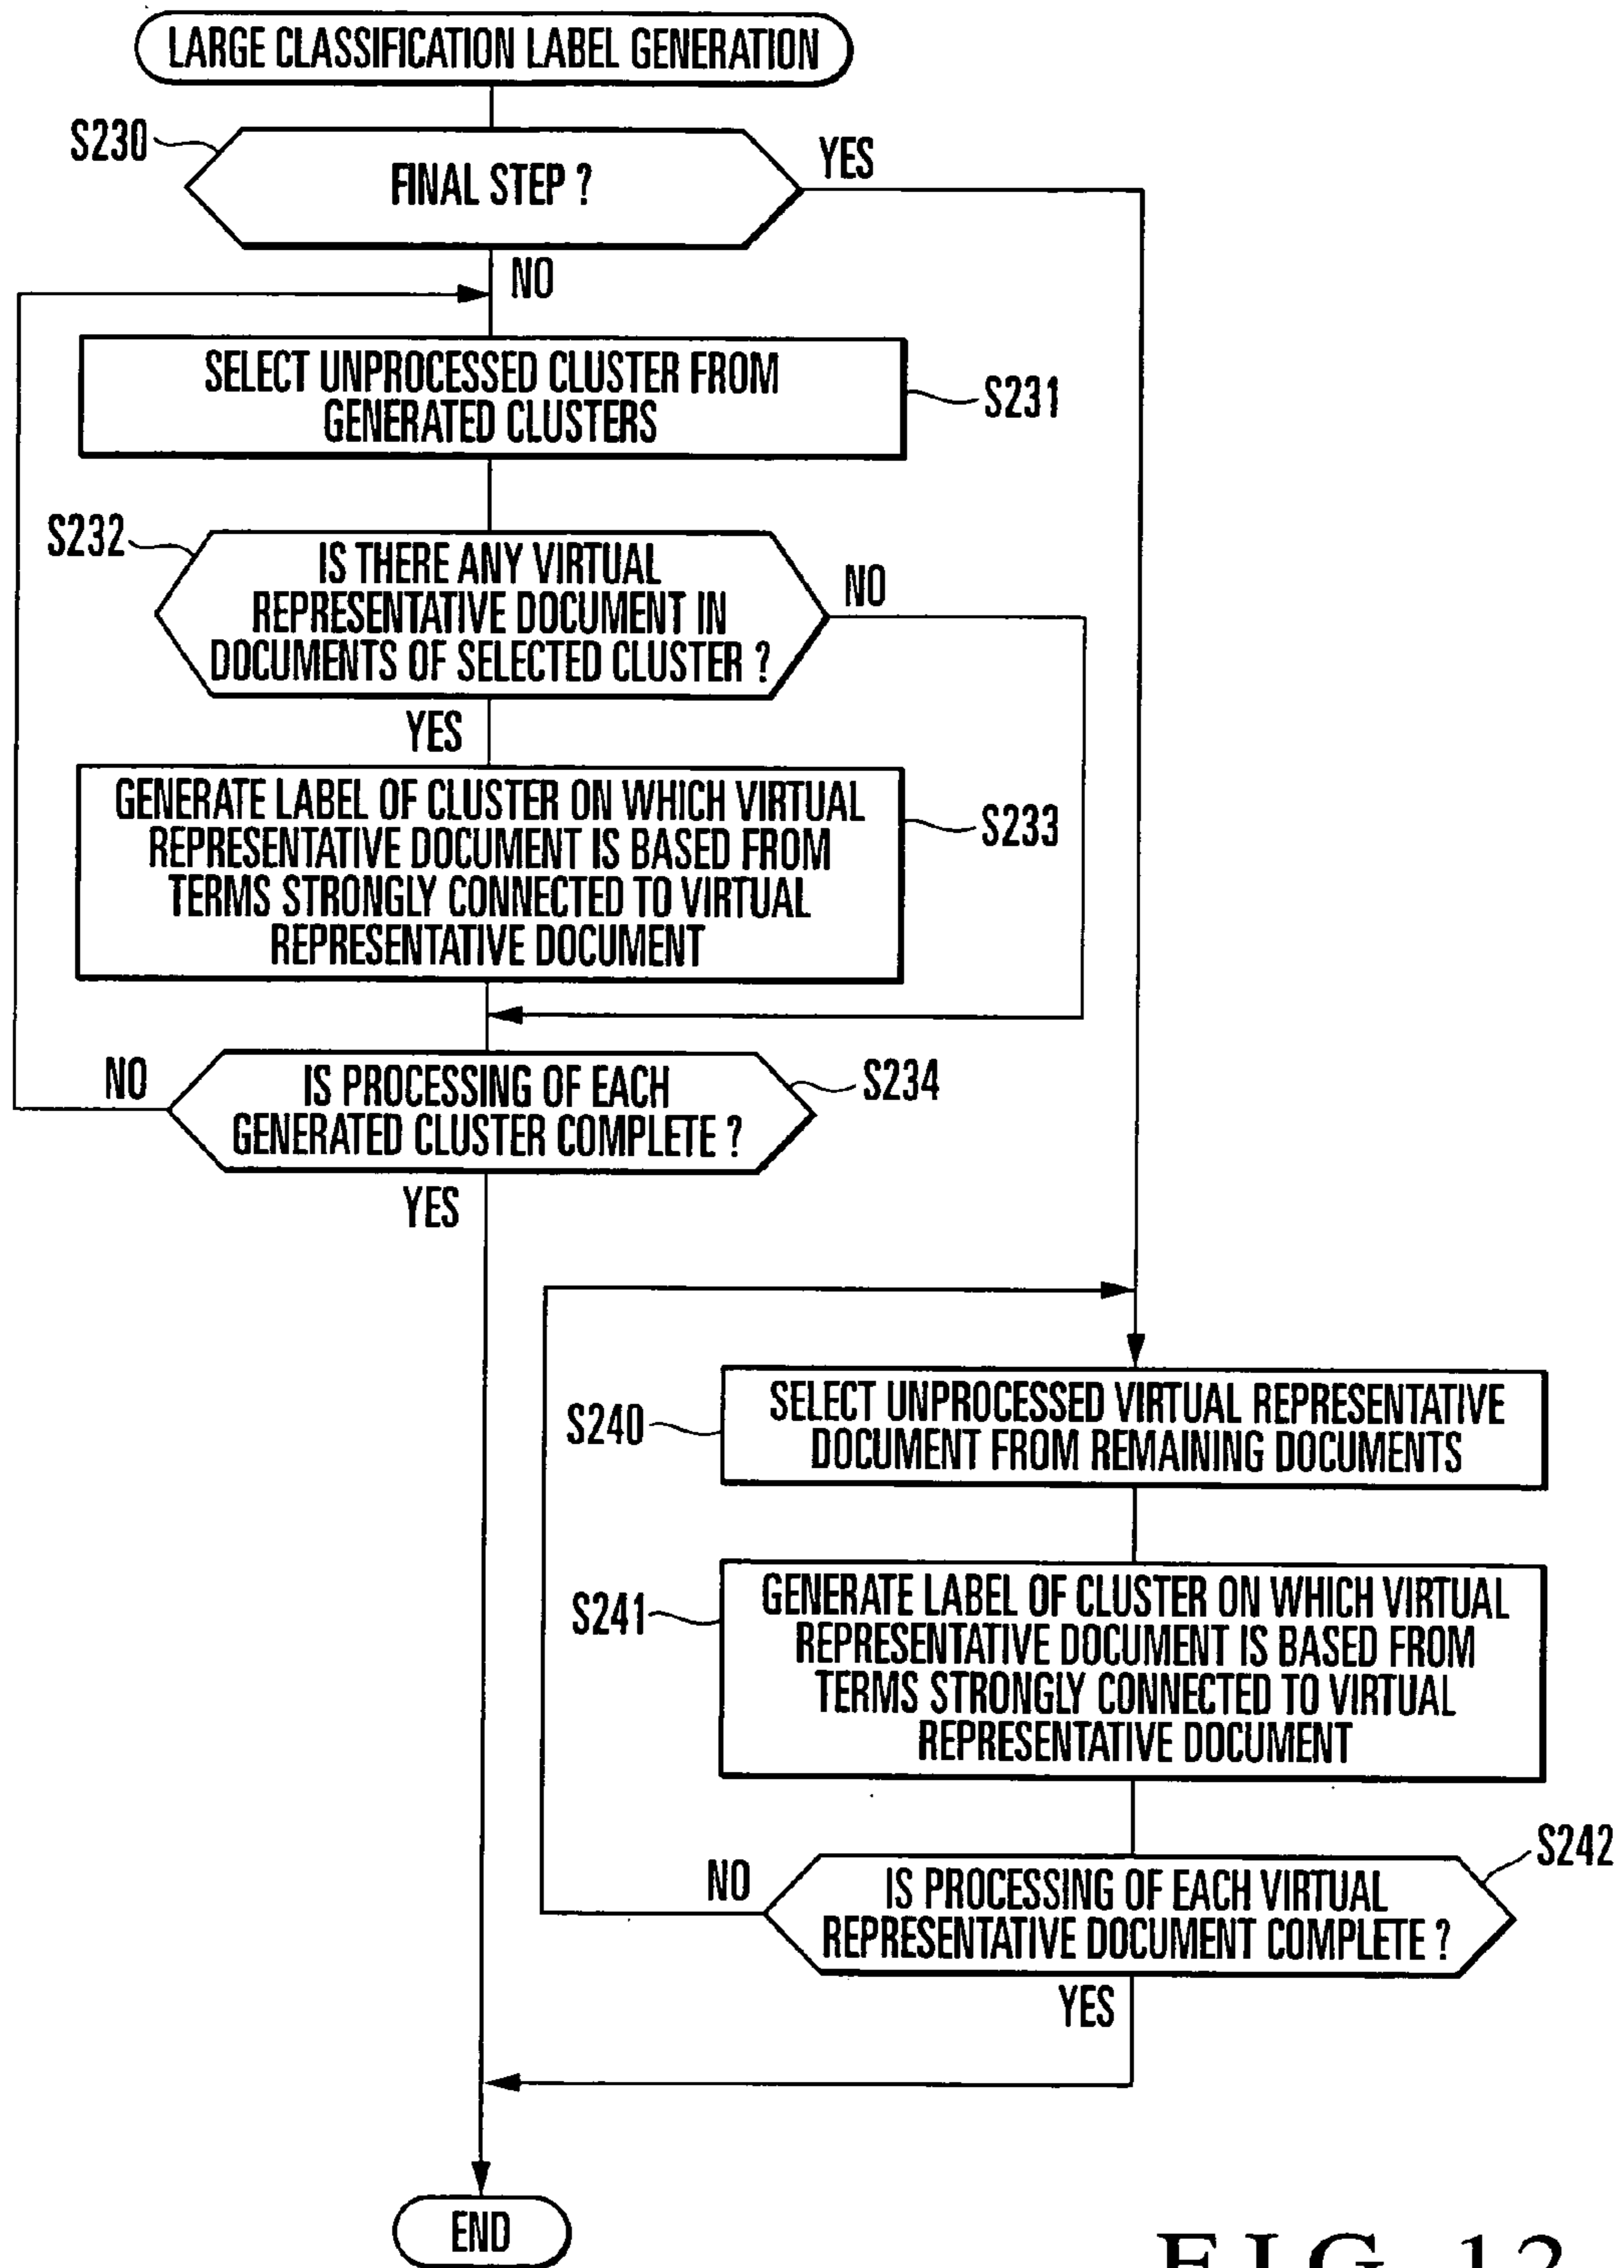 LARGE CLASSIFICATION LABEL GENERATION
S230
FINAL STEP ?
YES
NO
SELECT UNPROCESSED CLUSTER FROM
GENERATED CLUSTERS
S231
S232
IS THERE ANY VIRTUAL
REPRESENTATIVE DOCUMENT IN
DOCUMENTS OF SELECTED CLUSTER ?
NO
YES
GENERATE LABEL OF CLUSTER ON WHICH VIRTUAL
REPRESENTATIVE DOCUMENT IS BASED FROM
TERMS STRONGLY CONNECTED TO VIRTUAL
REPRESENTATIVE DOCUMENT
S233
NO
IS PROCESSING OF EACH
GENERATED CLUSTER COMPLETE ?
S234
YES
S240
SELECT UNPROCESSED VIRTUAL REPRESENTATIVE
DOCUMENT FROM REMAINING DOCUMENTS
S241
GENERATE LABEL OF CLUSTER ON WHICH VIRTUAL
REPRESENTATIVE DOCUMENT IS BASED FROM
TERMS STRONGLY CONNECTED TO VIRTUAL
REPRESENTATIVE DOCUMENT
S242
NO
IS PROCESSING OF EACH VIRTUAL
REPRESENTATIVE DOCUMENT COMPLETE ?
YES
END
FIG. 12